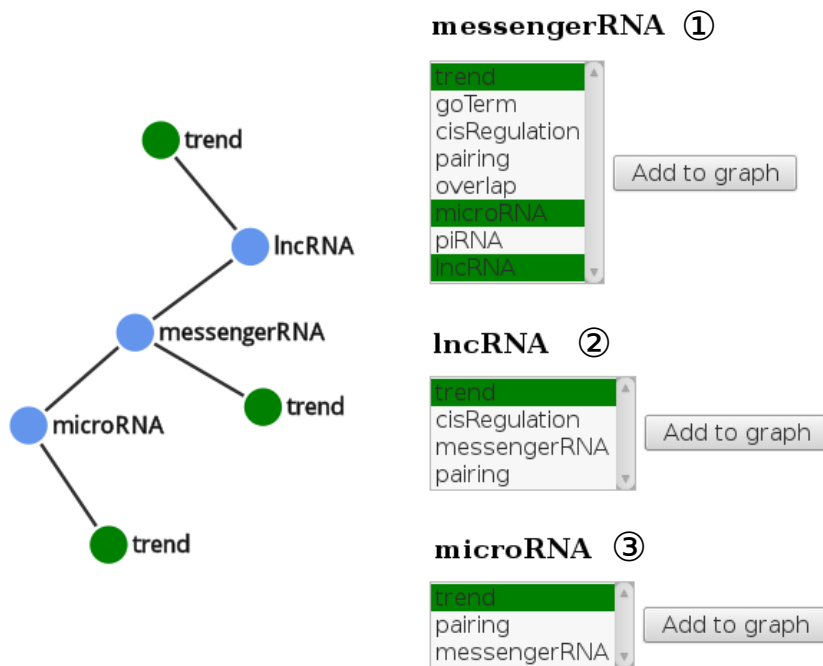 trend
lncRNA
messengerRNA
trend
microRNA
trend
messengerRNA ①
trend
goTerm
cisRegulation
pairing
overlap
microRNA
piRNA
lncRNA
Add to graph
lncRNA ②
trend
cisRegulation
messengerRNA
pairing
Add to graph
microRNA ③
trend
pairing
messengerRNA
Add to graph